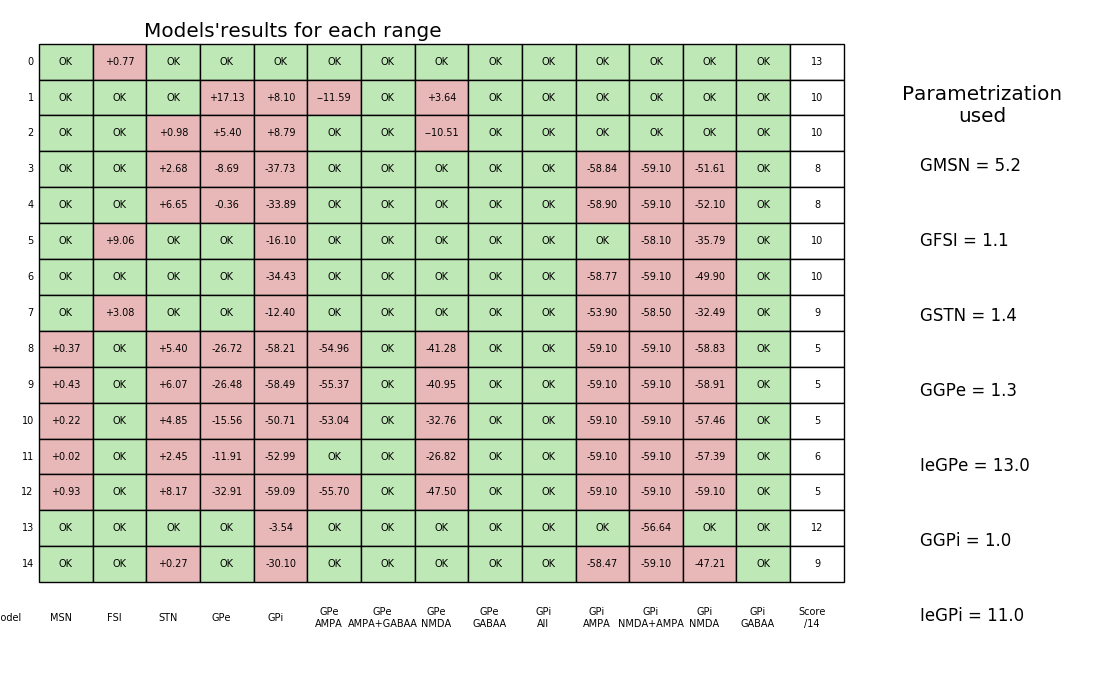 Models'results for each range
0 OK +0.77 OK OK OK OK OK OK OK OK OK OK OK OK 13
1 OK OK OK +17.13 +8.10 --11.59 OK +3.64 OK OK OK OK OK OK 10
2 OK OK +0.98 +5.40 +8.79 OK OK --10.51 OK OK OK OK OK OK 10
3 OK OK +2.68 -8.69 -37.73 OK OK OK OK OK -58.84 -59.10 -51.61 OK 8
4 OK OK +6.65 -0.36 -33.89 OK OK OK OK OK -58.90 -59.10 -52.10 OK 8
5 OK +9.06 OK OK -16.10 OK OK OK OK OK OK -58.10 -35.79 OK 10
6 OK OK OK OK -34.43 OK OK OK OK OK -58.77 -59.10 -49.90 OK 10
7 OK +3.08 OK OK -12.40 OK OK OK OK OK -53.90 -58.50 -32.49 OK 9
8 +0.37 OK +5.40 -26.72 -58.21 -54.96 OK -41.28 OK OK -59.10 -59.10 -58.83 OK 5
9 +0.43 OK +6.07 -26.48 -58.49 -55.37 OK -40.95 OK OK -59.10 -59.10 -58.91 OK 5
10 +0.22 OK +4.85 -15.56 -50.71 -53.04 OK -32.76 OK OK -59.10 -59.10 -57.46 OK 5
11 +0.02 OK +2.45 -11.91 -52.99 OK OK -26.82 OK OK -59.10 -59.10 -57.39 OK 6
12 +0.93 OK +8.17 -32.91 -59.09 -55.70 OK -47.50 OK OK -59.10 -59.10 -59.10 OK 5
13 OK OK OK OK -3.54 OK OK OK OK OK OK -56.64 OK OK 12
14 OK OK +0.27 OK -30.10 OK OK OK OK OK -58.47 -59.10 -47.21 OK 9
GPe GPe GPe GPe GPi GPi GPi GPi GPi Score
odel MSN FSI STN GPe GPi
AMPA AMPA+GABAA NMDA GABAA All AMPA NMDA+AMPA NMDA GABAA /14
Parametrization
used
GMSN = 5.2
GFSI = 1.1
GSTN = 1.4
GGPe = 1.3
IeGPe = 13.0
GGPi = 1.0
IeGPi = 11.0